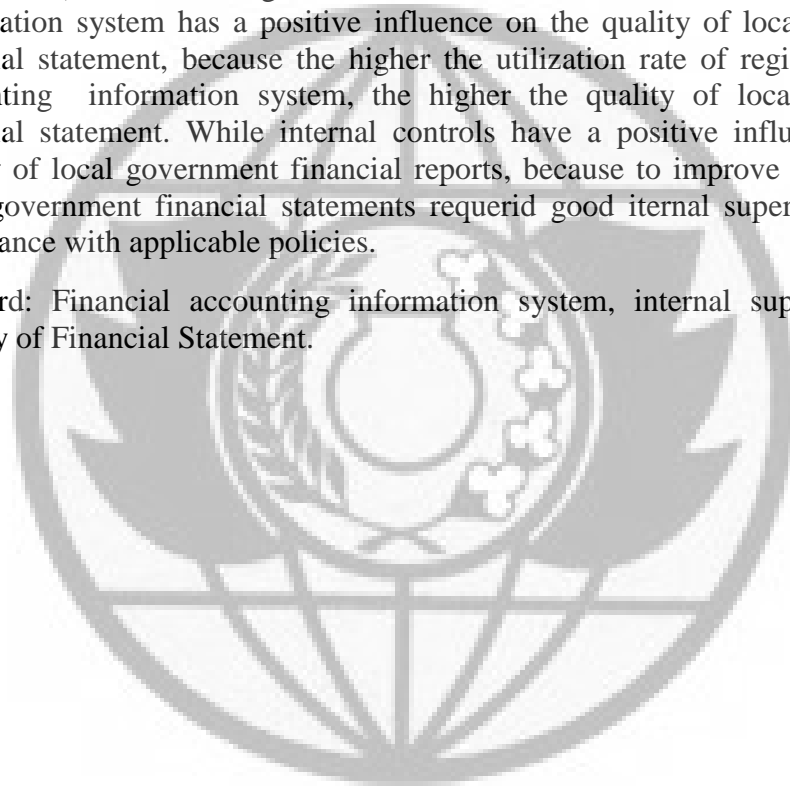 ation system has a positive influence on the quality of loca
al statement, because the higher the utilization rate of regi
nting information system, the higher the quality of loca
al statement. While internal controls have a positive influ
y of local government financial reports, because to improve
government financial statements requerid good iternal super
ance with applicable policies.
rd: Financial accounting information system, internal sup
y of Financial Statement.